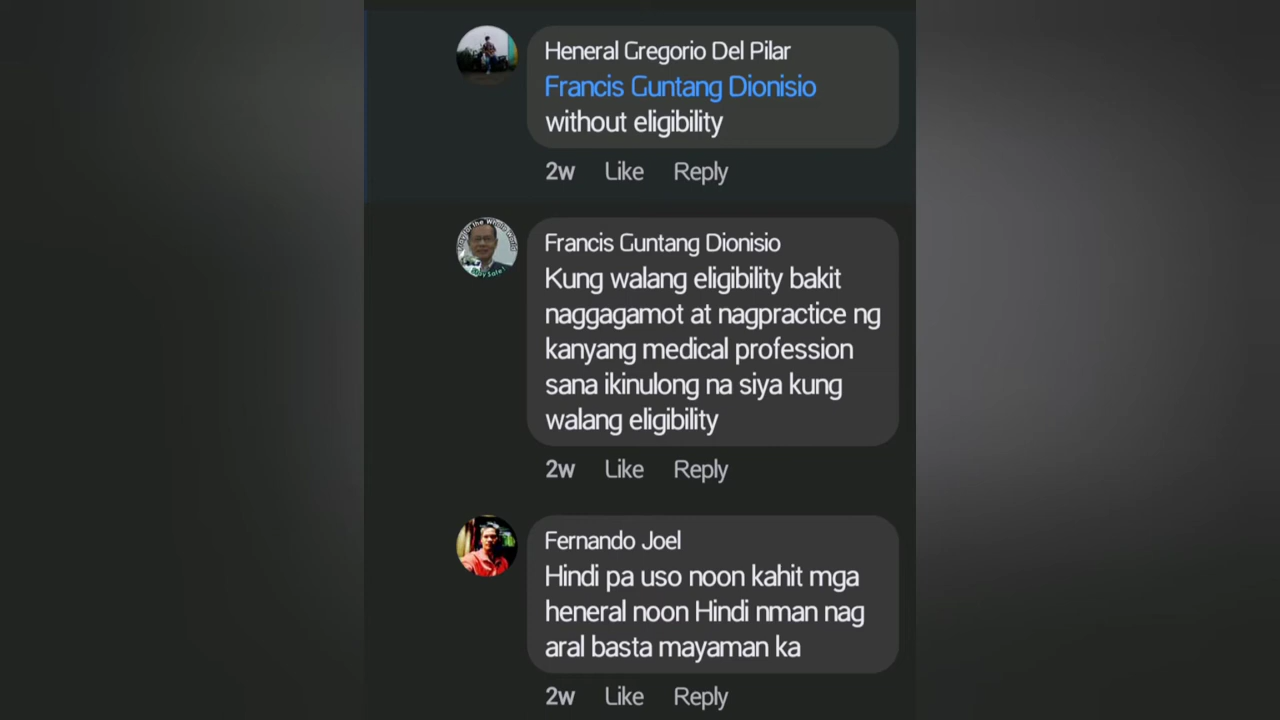 Heneral Gregorio Del Pilar
Francis Guntang Dionisio
without eligibility
2w Like Reply
Francis Guntang Dionisio
Kung walang eligibility bakit
naggagamot at nagpractice ng
kanyang medical profession
sana ikinulong na siya kung
walang eligibility
2w Like Reply
Fernando Joel
Hindi pa uso noon kahit mga
heneral noon Hindi nman nag
aral basta mayaman ka
2w Like Reply